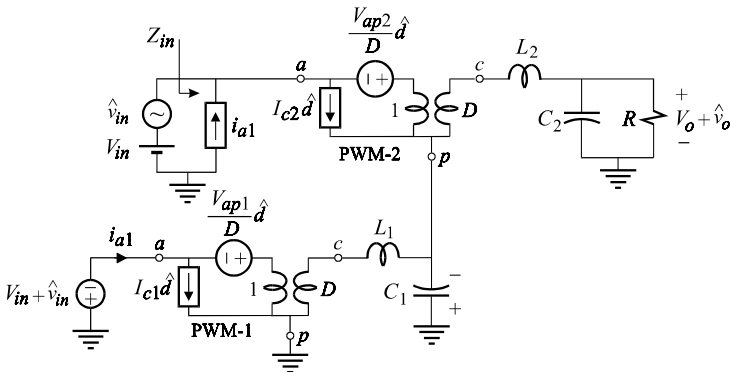 Z_in
V_ap2/D d̂
a
c
L_2
v̂_in
V_in
i_a1
I_c2 d̂
1
D
C_2
R
+
V_o + v̂_o
−
PWM-2
p
V_ap1/D d̂
i_a1
a
c
L_1
V_in + v̂_in
I_c1 d̂
1
D
C_1
−
+
PWM-1
p